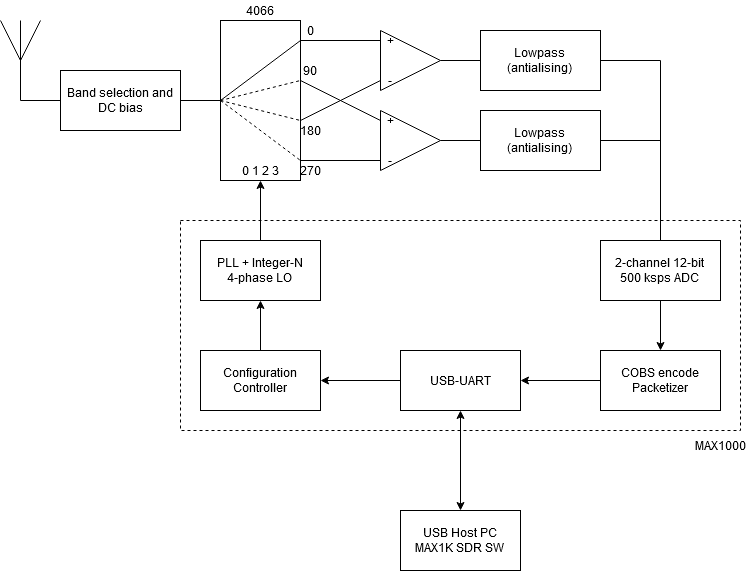 4066
0
+
Band selection and
DC bias
90
-
Lowpass
(antialising)
180
+
-
Lowpass
(antialising)
0 1 2 3
270
PLL + Integer-N
4-phase LO
2-channel 12-bit
500 ksps ADC
Configuration
Controller
USB-UART
COBS encode
Packetizer
MAX1000
USB Host PC
MAX1K SDR SW